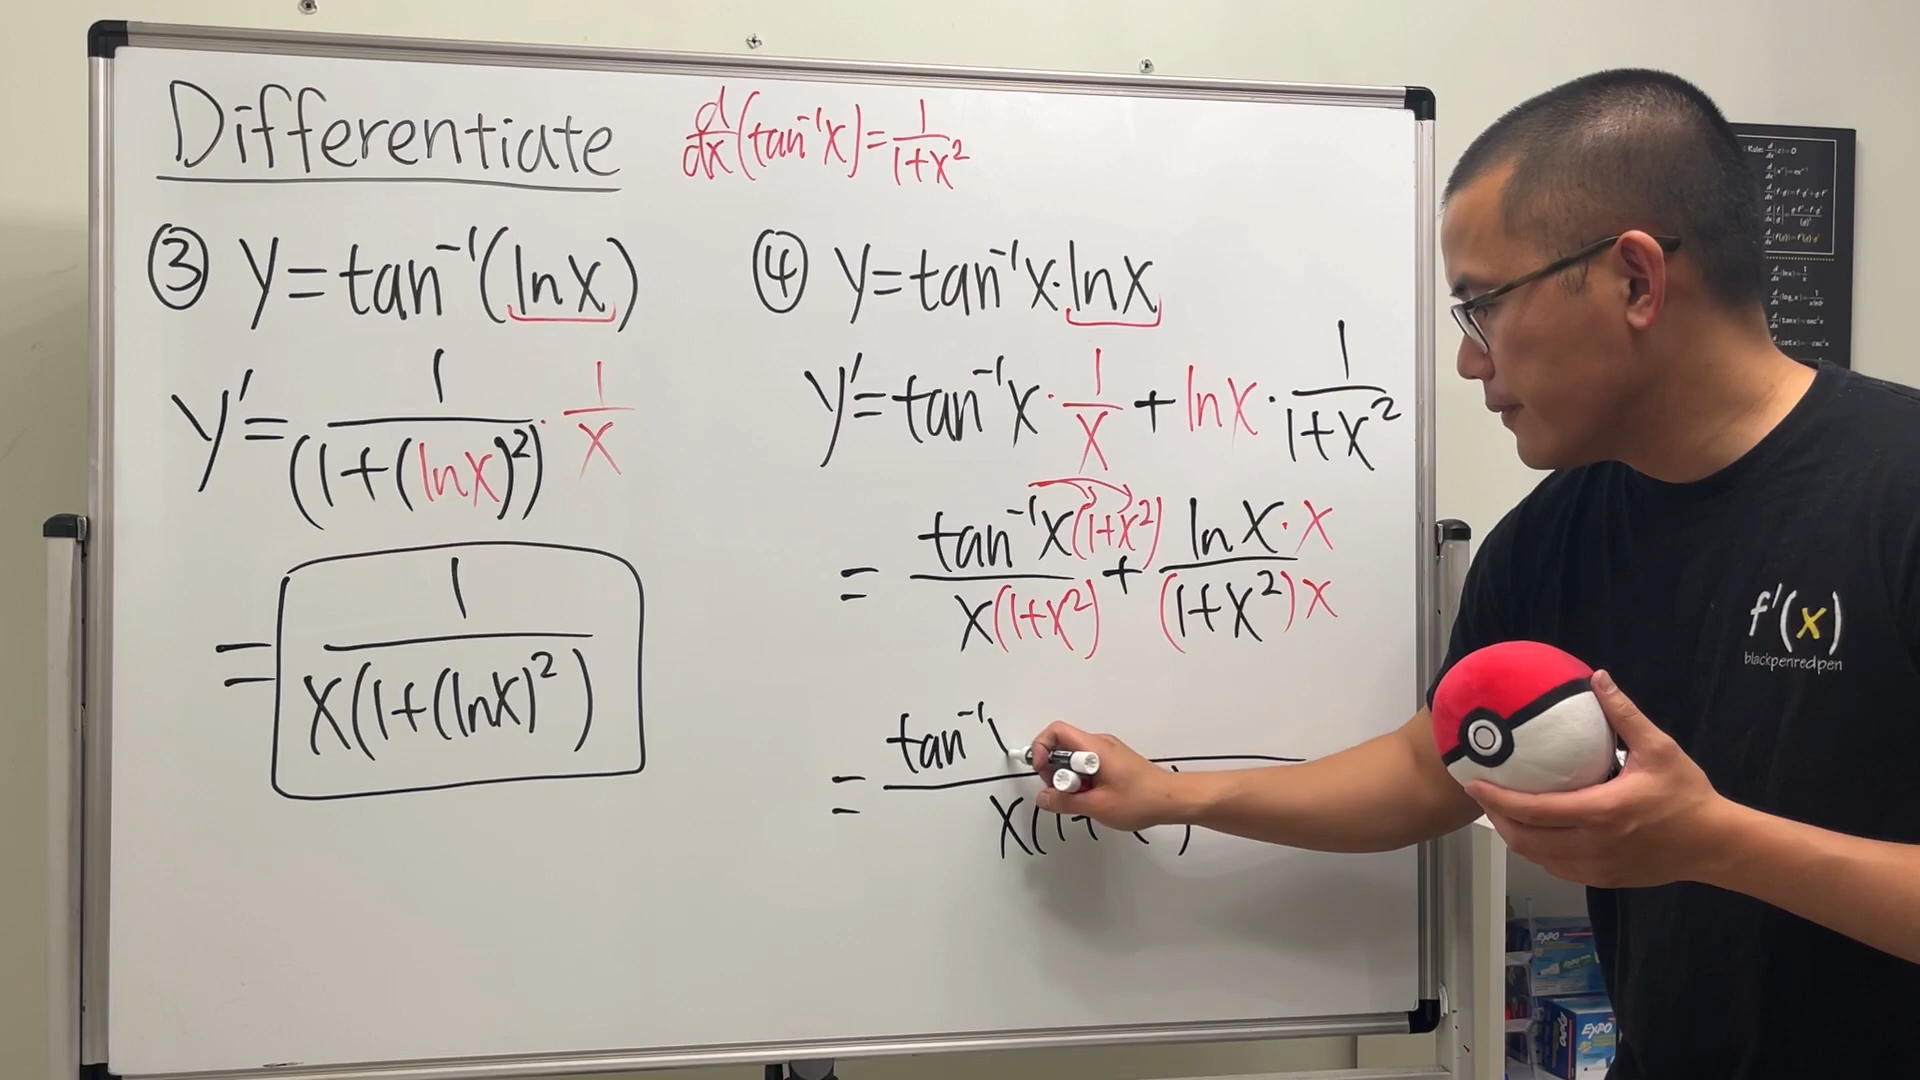 Differentiate
d/dx(tan⁻¹x)=1/1+x²
③ y=tan⁻¹(lnx)
y'=1/(1+(lnx)²)·1/x
=1/x(1+(lnx)²)
④ y=tan⁻¹x·lnx
y'=tan⁻¹x·1/x+lnx·1/1+x²
=tan⁻¹x(1+x²)/x(1+x²)+lnx·x/(1+x²)x
=tan⁻¹
x(1+
f'(x)
blackpenredpen
EXPO
EXPO